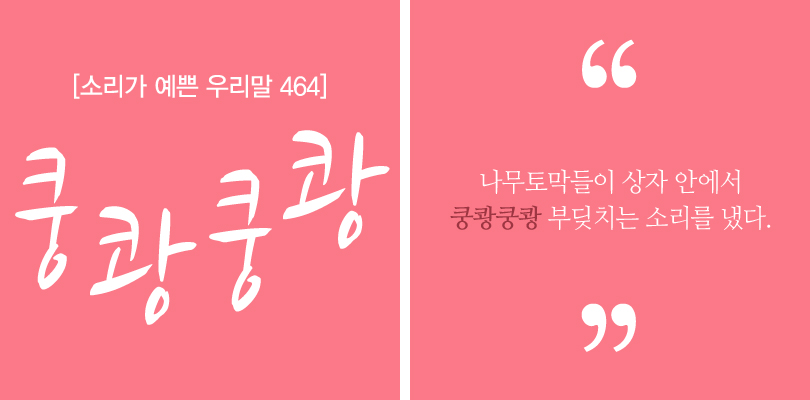 [소리가 예쁜 우리말 464]
쿵쾅쿵쾅
“
나무토막들이 상자 안에서
쿵쾅쿵쾅 부딪치는 소리를 냈다.
”